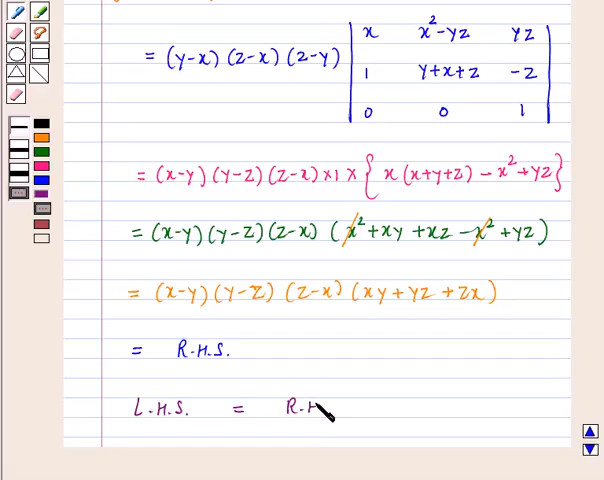 x x² - yz yz
= (y-x) (z-x) (z-y) 1 y+x+z -z
0 0 1
= (x-y) (y-z) (z-x) × 1 × { x (x+y+z) - x² + yz }
= (x-y) (y-z) (z-x) ( x² + xy + xz - x² + yz )
= (x-y) (y-z) (z-x) (xy + yz + zx)
= R.H.S.
L.H.S. = R.H